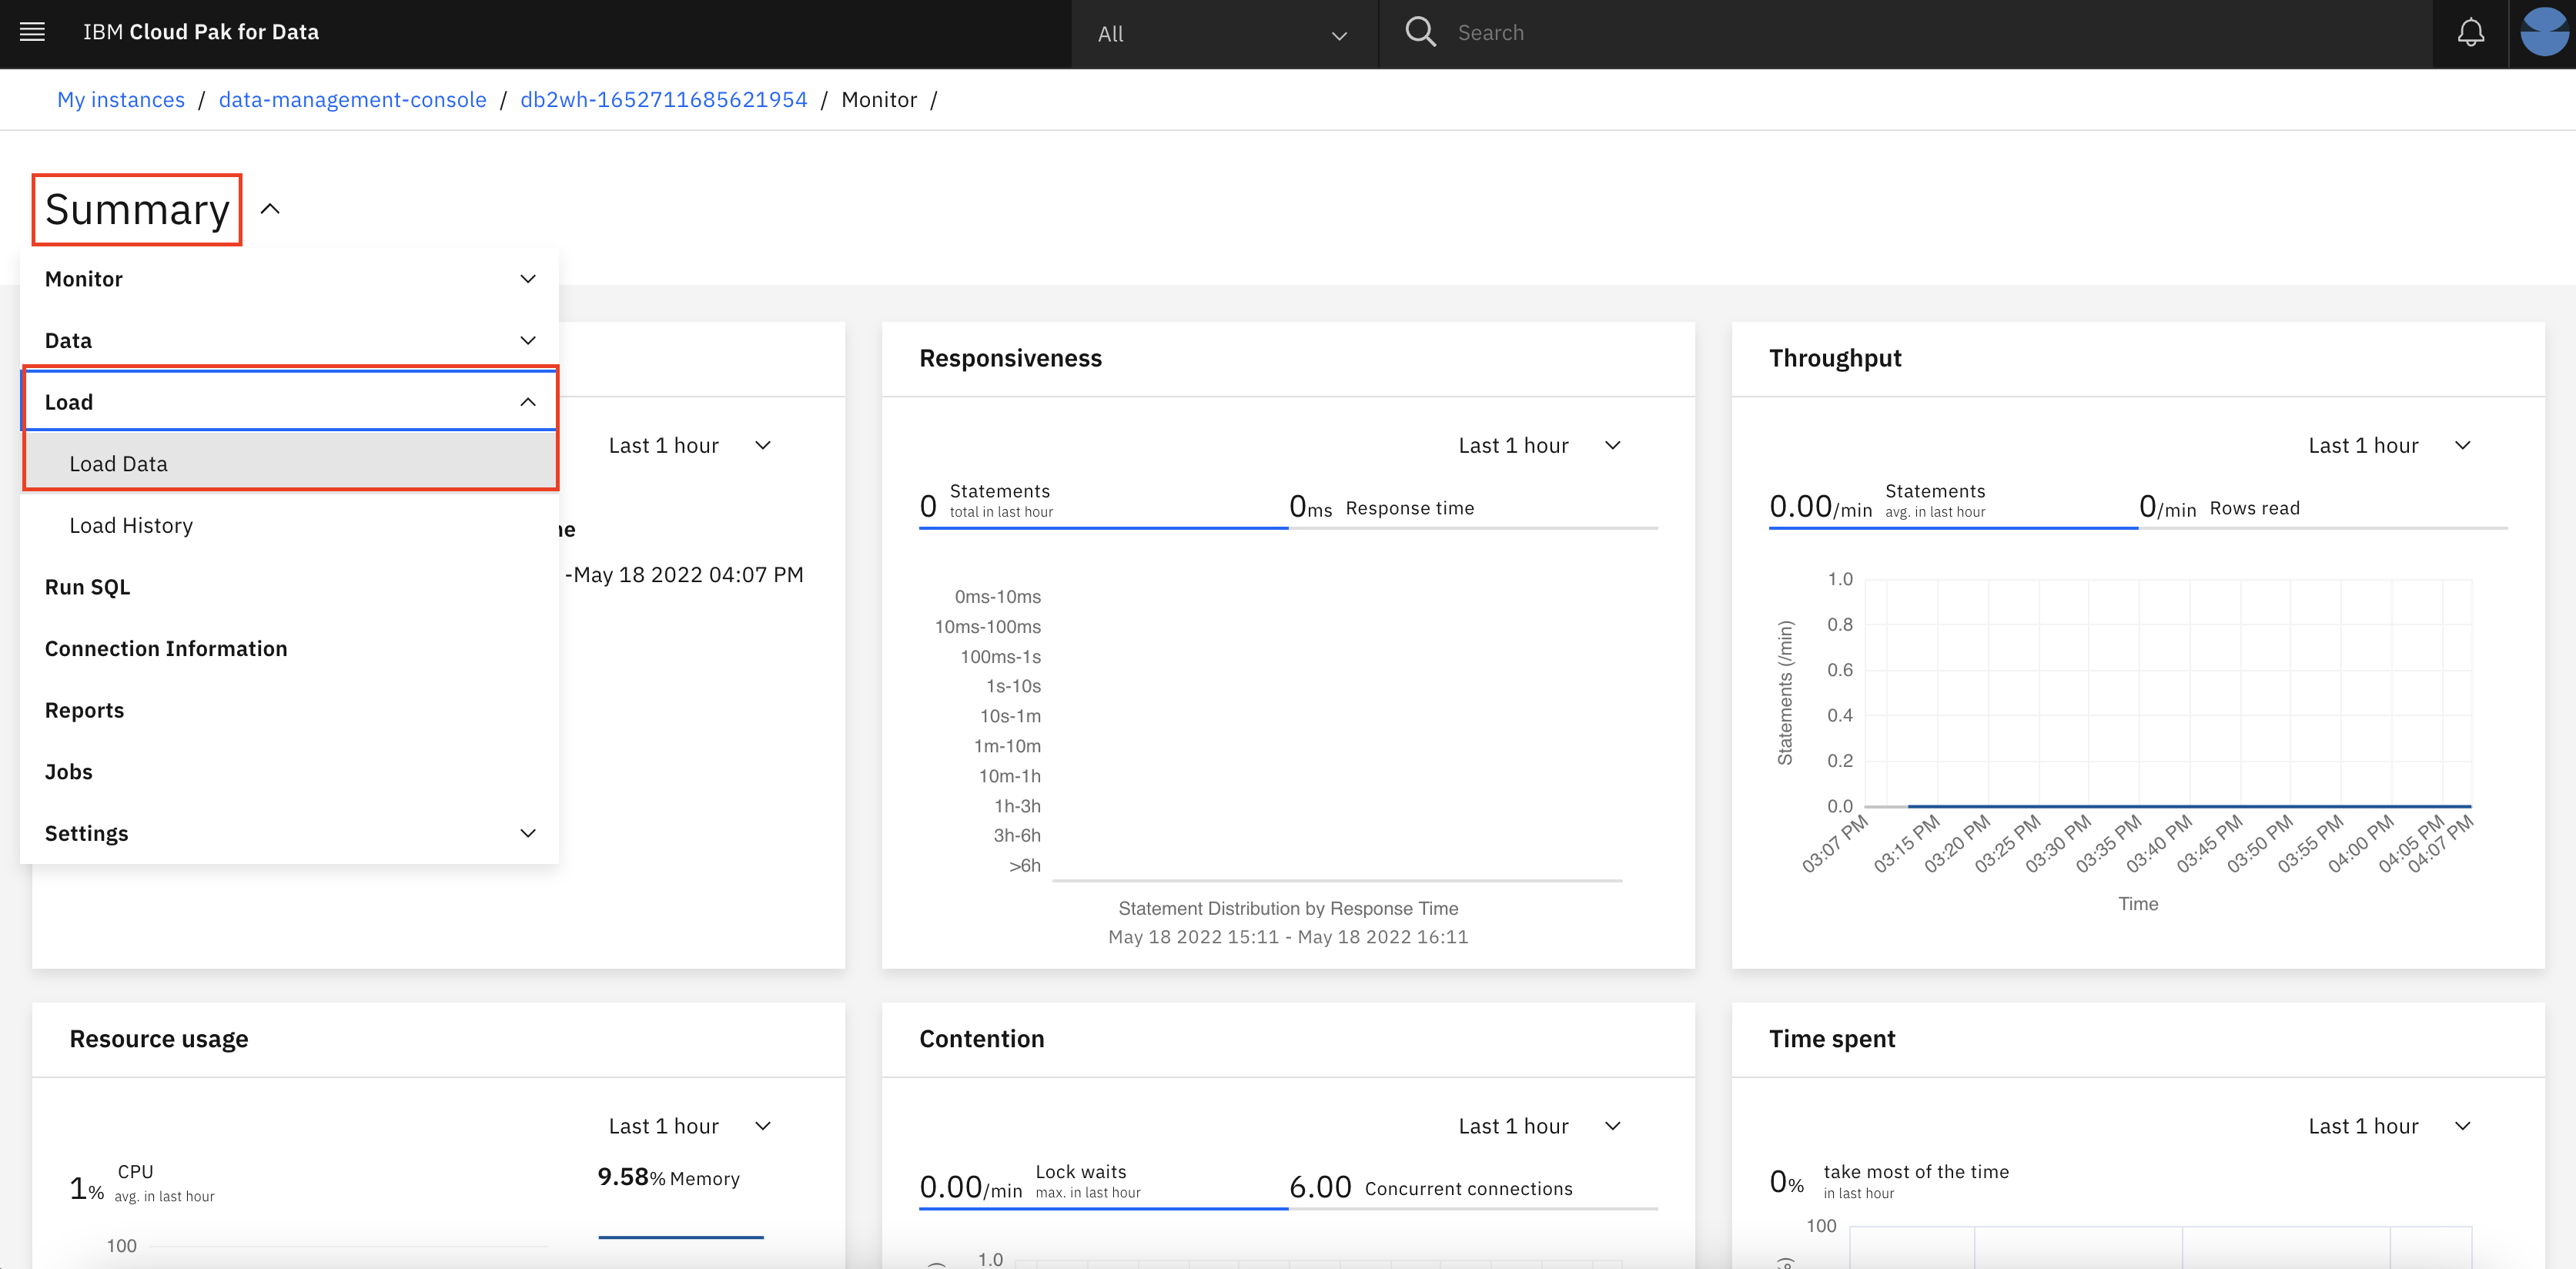 IBM Cloud Pak for Data
All
Search
My instances / data-management-console / db2wh-1652711685621954 / Monitor /
Summary
Monitor
Data
Load
Load Data
Load History
Run SQL
Connection Information
Reports
Jobs
Settings
Last 1 hour
-May 18 2022 04:07 PM
Responsiveness
Last 1 hour
0 Statements total in last hour
0ms Response time
0ms-10ms
10ms-100ms
100ms-1s
1s-10s
10s-1m
1m-10m
10m-1h
1h-3h
3h-6h
>6h
Statement Distribution by Response Time
May 18 2022 15:11 - May 18 2022 16:11
Throughput
Last 1 hour
0.00/min Statements avg. in last hour
0/min Rows read
Statements (/min)
1.0
0.8
0.6
0.4
0.2
0.0
03:07 PM
03:15 PM
03:20 PM
03:25 PM
03:30 PM
03:35 PM
03:40 PM
03:45 PM
03:50 PM
03:55 PM
04:00 PM
04:05 PM
04:07 PM
Time
Resource usage
Last 1 hour
1% CPU avg. in last hour
9.58% Memory
100
Contention
Last 1 hour
0.00/min Lock waits max. in last hour
6.00 Concurrent connections
1.0
Time spent
Last 1 hour
0% take most of the time in last hour
100